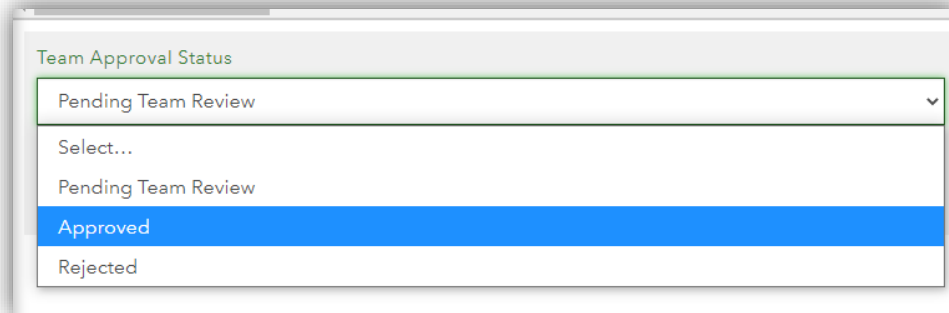 Team Approval Status
Pending Team Review
Select...
Pending Team Review
Approved
Rejected